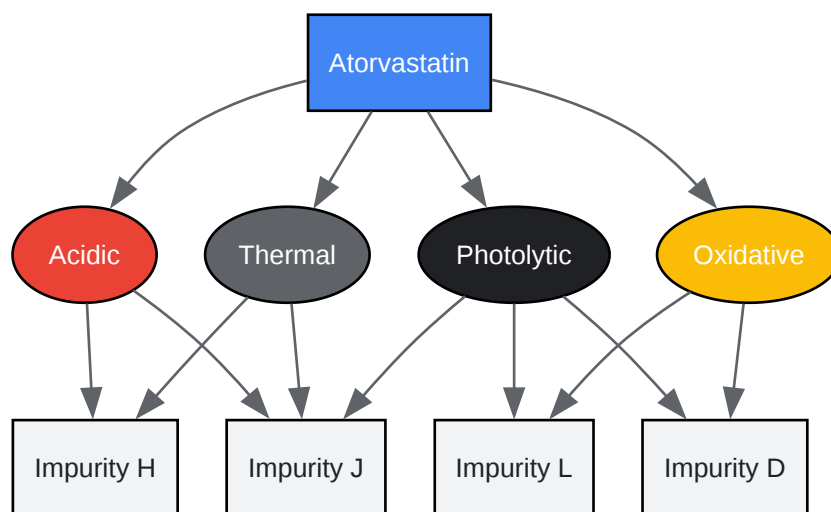 Atorvastatin
Acidic
Thermal
Photolytic
Oxidative
Impurity H
Impurity J
Impurity L
Impurity D